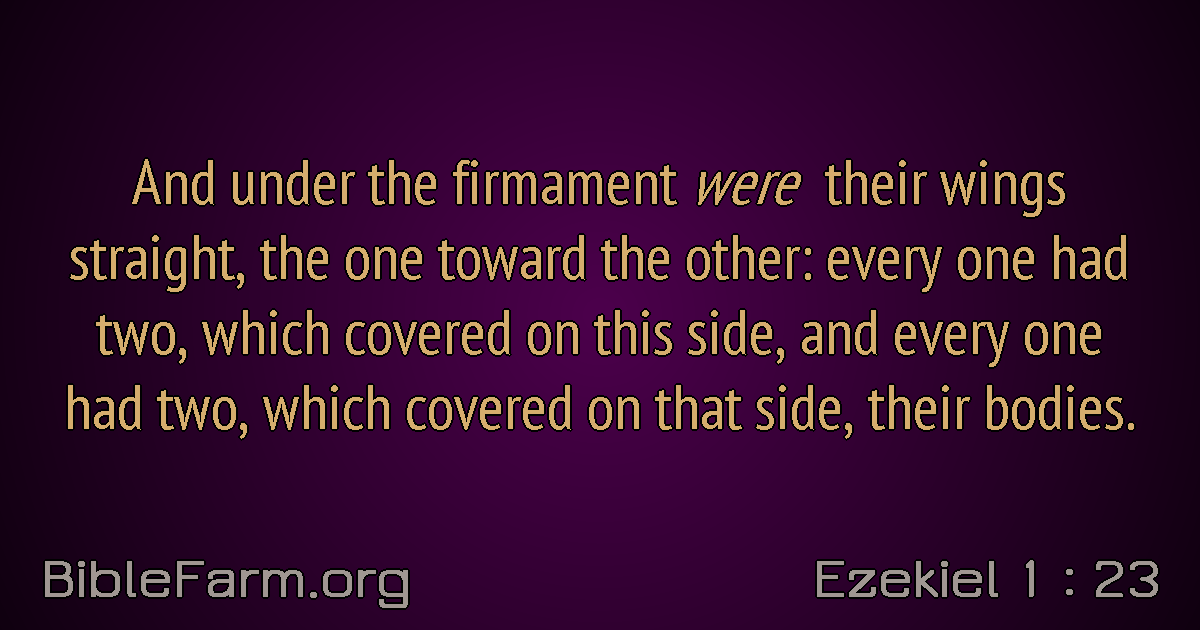 And under the firmament were their wings
straight, the one toward the other: every one had
two, which covered on this side, and every one
had two, which covered on that side, their bodies.
BibleFarm.org
Ezekiel 1 : 23